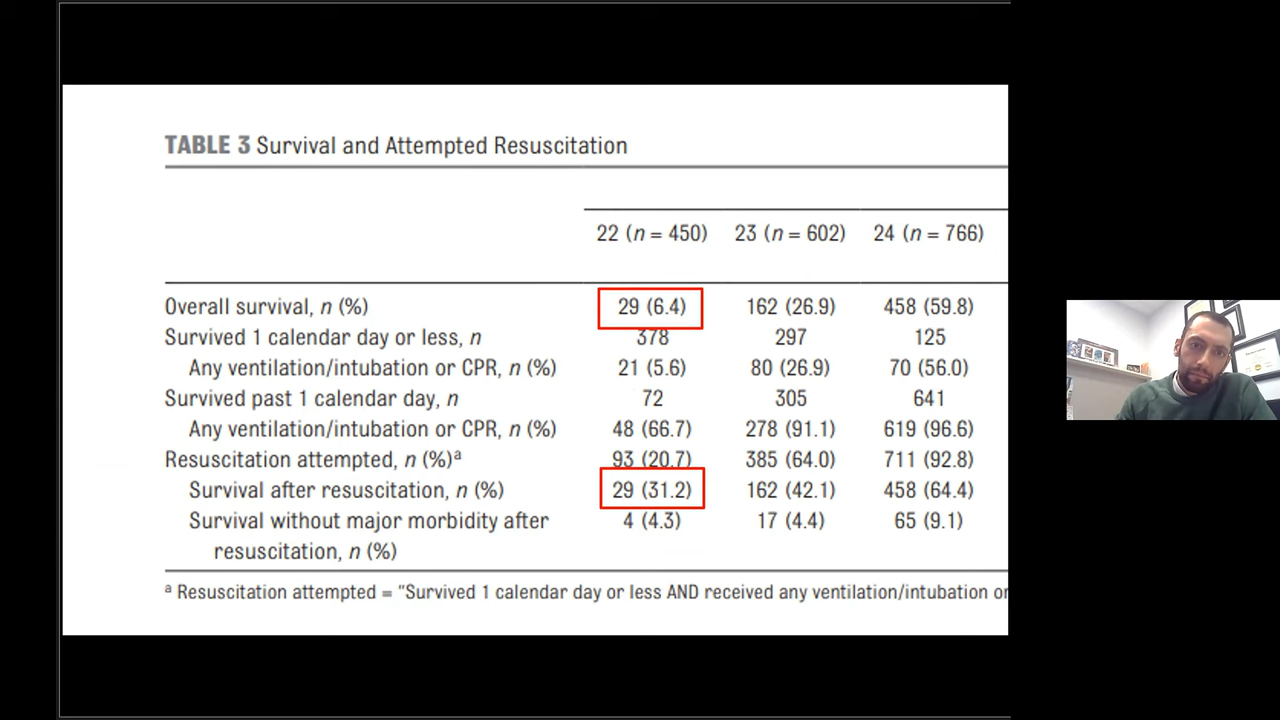 TABLE 3 Survival and Attempted Resuscitation
22 (n = 450) 23 (n = 602) 24 (n = 766)
Overall survival, n (%) 29 (6.4) 162 (26.9) 458 (59.8)
Survived 1 calendar day or less, n 378 297 125
Any ventilation/intubation or CPR, n (%) 21 (5.6) 80 (26.9) 70 (56.0)
Survived past 1 calendar day, n 72 305 641
Any ventilation/intubation or CPR, n (%) 48 (66.7) 278 (91.1) 619 (96.6)
Resuscitation attempted, n (%)a 93 (20.7) 385 (64.0) 711 (92.8)
Survival after resuscitation, n (%) 29 (31.2) 162 (42.1) 458 (64.4)
Survival without major morbidity after 4 (4.3) 17 (4.4) 65 (9.1)
resuscitation, n (%)
a Resuscitation attempted = "Survived 1 calendar day or less AND received any ventilation/intubation or